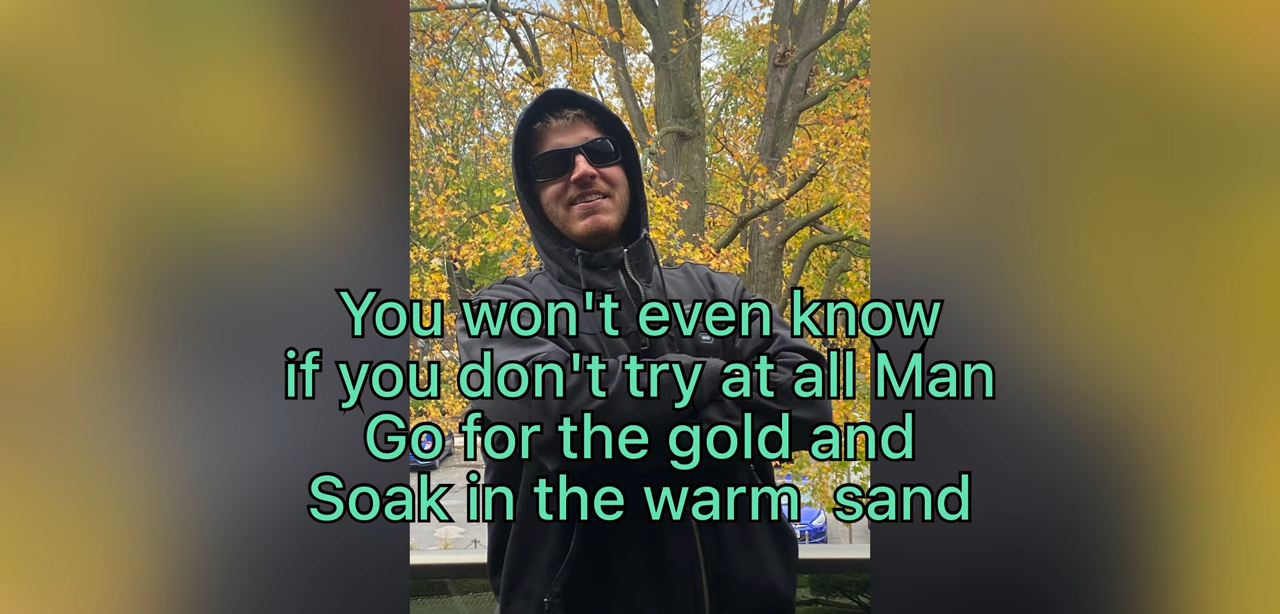 You won't even know
if you don't try at all Man
Go for the gold and
Soak in the warm  sand